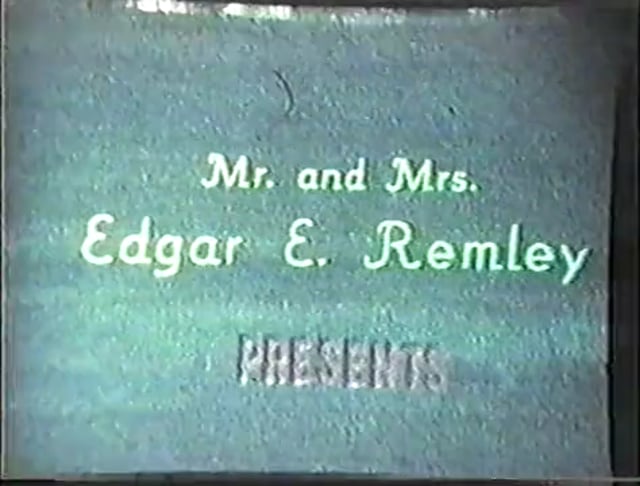 Mr. and Mrs.
Edgar E. Remley
PRESENTS